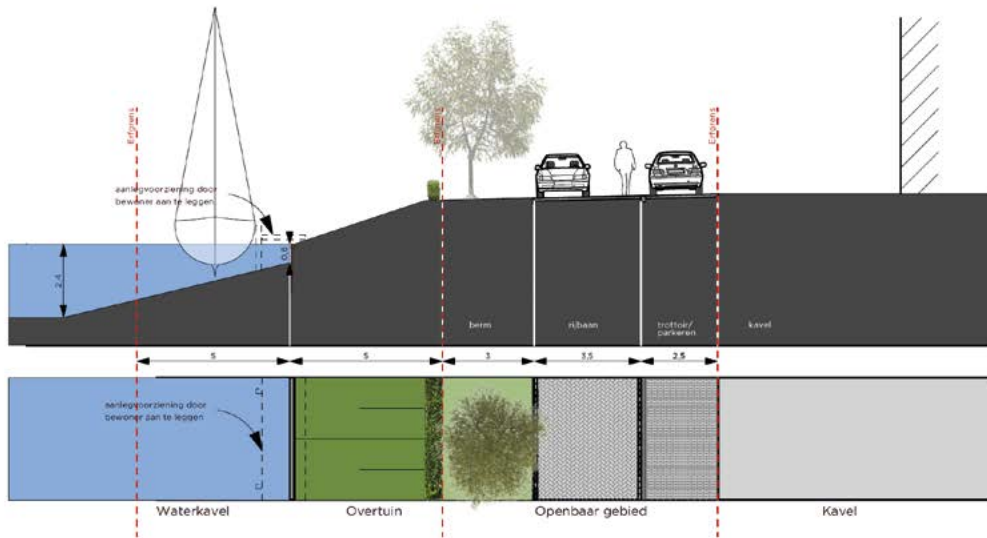 Erfgrens
Erfgrens
Erfgrens
aanlegvoorziening door
bewoner aan te leggen
2,4
0,6
berm
rijbaan
trottoir/
parkeren
kavel
5
5
3
3,5
2,5
aanlegvoorziening door
bewoner aan te leggen
Waterkavel
Overtuin
Openbaar gebied
Kavel